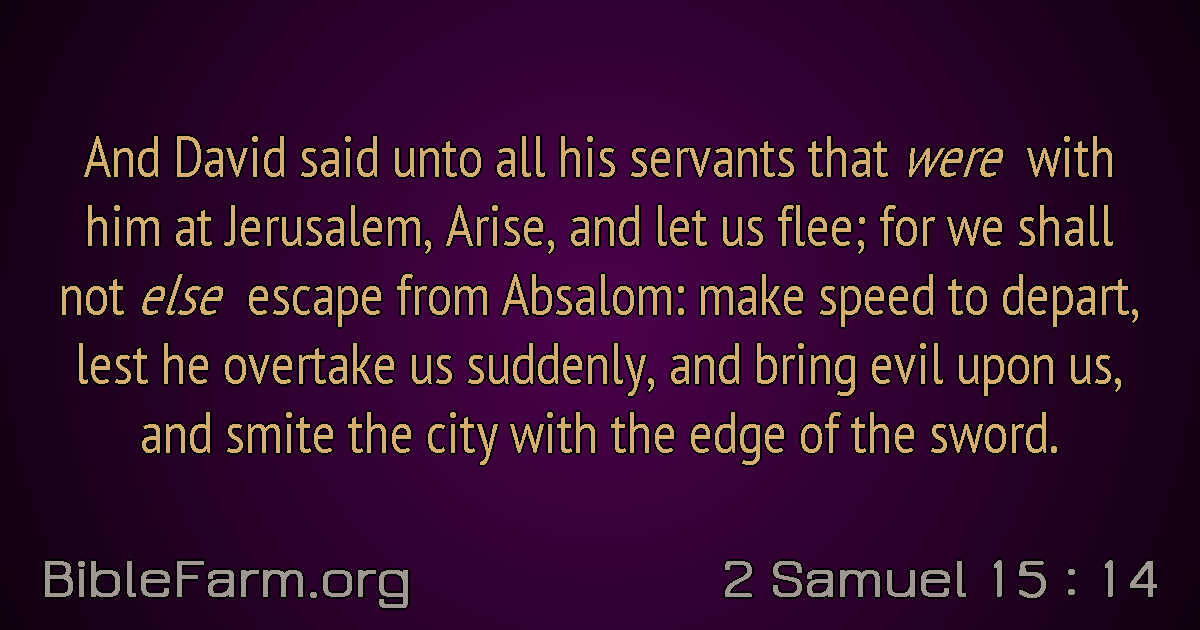 And David said unto all his servants that were with
him at Jerusalem, Arise, and let us flee; for we shall
not else escape from Absalom: make speed to depart,
lest he overtake us suddenly, and bring evil upon us,
and smite the city with the edge of the sword.
BibleFarm.org
2 Samuel 15 : 14